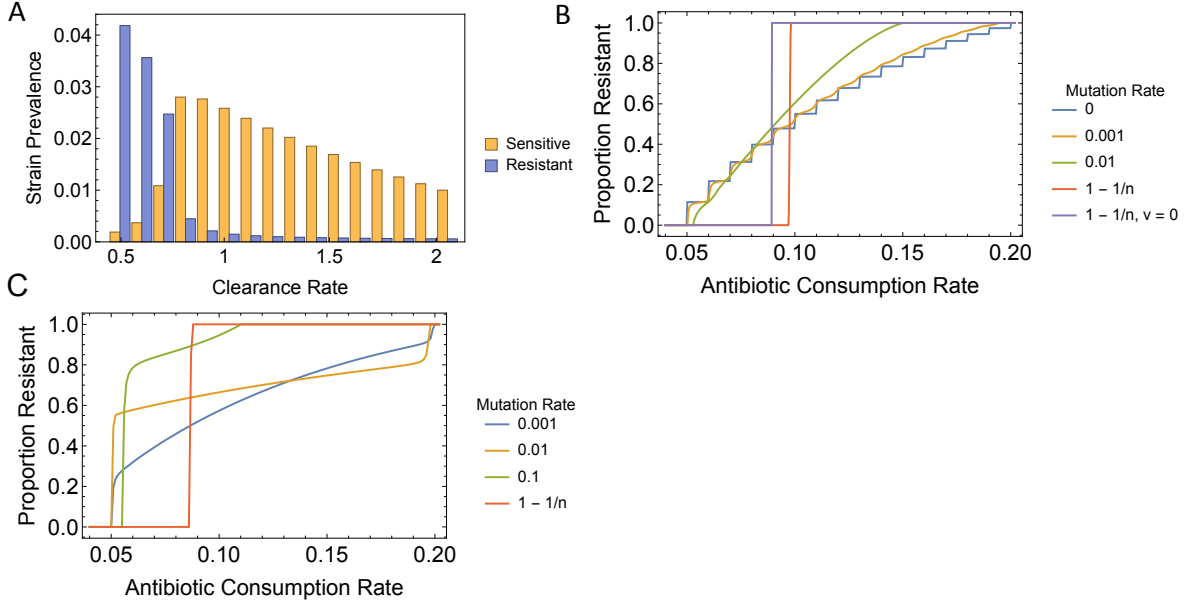 A
0.04
0.03
0.02
0.01
0.00
Strain Prevalence
0.5 1 1.5 2
Clearance Rate
Sensitive
Resistant
B
1.0
0.8
0.6
0.4
0.2
0.0
Proportion Resistant
0.05 0.10 0.15 0.20
Antibiotic Consumption Rate
Mutation Rate
0
0.001
0.01
1 − 1/n
1 − 1/n, v = 0
C
1.0
0.8
0.6
0.4
0.2
0.0
Proportion Resistant
0.05 0.10 0.15 0.20
Antibiotic Consumption Rate
Mutation Rate
0.001
0.01
0.1
1 − 1/n